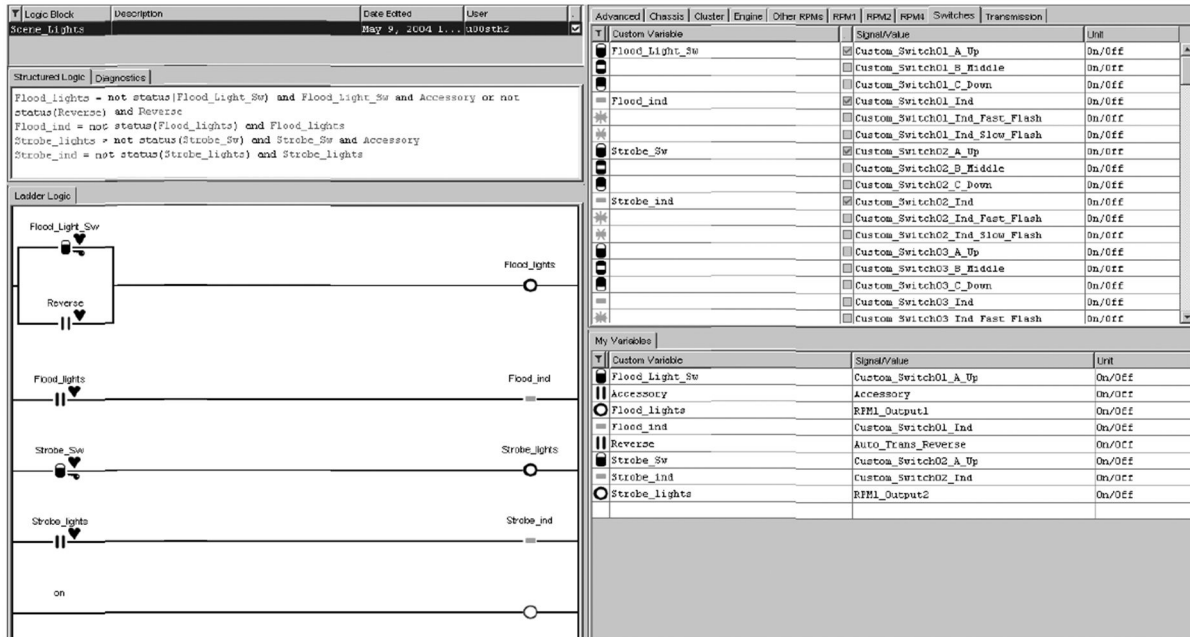 Logic Block Description Date Edited User
Scene_Lights May 9, 2004 1... u00sth2
Structured Logic Diagnostics
Flood_lights = not status(Flood_Light_Sw) and Flood_Light_Sw and Accessory or not
status(Reverse) and Reverse
Flood_ind = not status(Flood_lights) and Flood_lights
Strobe_lights = not status(Strobe_Sw) and Strobe_Sw and Accessory
Strobe_ind = not status(Strobe_lights) and Strobe_lights
Ladder Logic
Flood_Light_Sw
Flood_lights
Reverse
Flood_lights Flood_ind
Strobe_Sw Strobe_lights
Strobe_lights Strobe_ind
on
Advanced Chassis Cluster Engine Other RPMs RPM1 RPM2 RPM4 Switches Transmission
Custom Variable Signal/Value Unit
Flood_Light_Sw Custom_Switch01_A_Up On/Off
Custom_Switch01_B_Middle On/Off
Custom_Switch01_C_Down On/Off
Flood_ind Custom_Switch01_Ind On/Off
Custom_Switch01_Ind_Fast_Flash On/Off
Custom_Switch01_Ind_Slow_Flash On/Off
Strobe_Sw Custom_Switch02_A_Up On/Off
Custom_Switch02_B_Middle On/Off
Custom_Switch02_C_Down On/Off
Strobe_ind Custom_Switch02_Ind On/Off
Custom_Switch02_Ind_Fast_Flash On/Off
Custom_Switch02_Ind_Slow_Flash On/Off
Custom_Switch03_A_Up On/Off
Custom_Switch03_B_Middle On/Off
Custom_Switch03_C_Down On/Off
Custom_Switch03_Ind On/Off
Custom_Switch03_Ind_Fast_Flash On/Off
My Variables
Custom Variable Signal/Value Unit
Flood_Light_Sw Custom_Switch01_A_Up On/Off
Accessory Accessory On/Off
Flood_lights RPM1_Output1 On/Off
Flood_ind Custom_Switch01_Ind On/Off
Reverse Auto_Trans_Reverse On/Off
Strobe_Sw Custom_Switch02_A_Up On/Off
Strobe_ind Custom_Switch02_Ind On/Off
Strobe_lights RPM1_Output2 On/Off